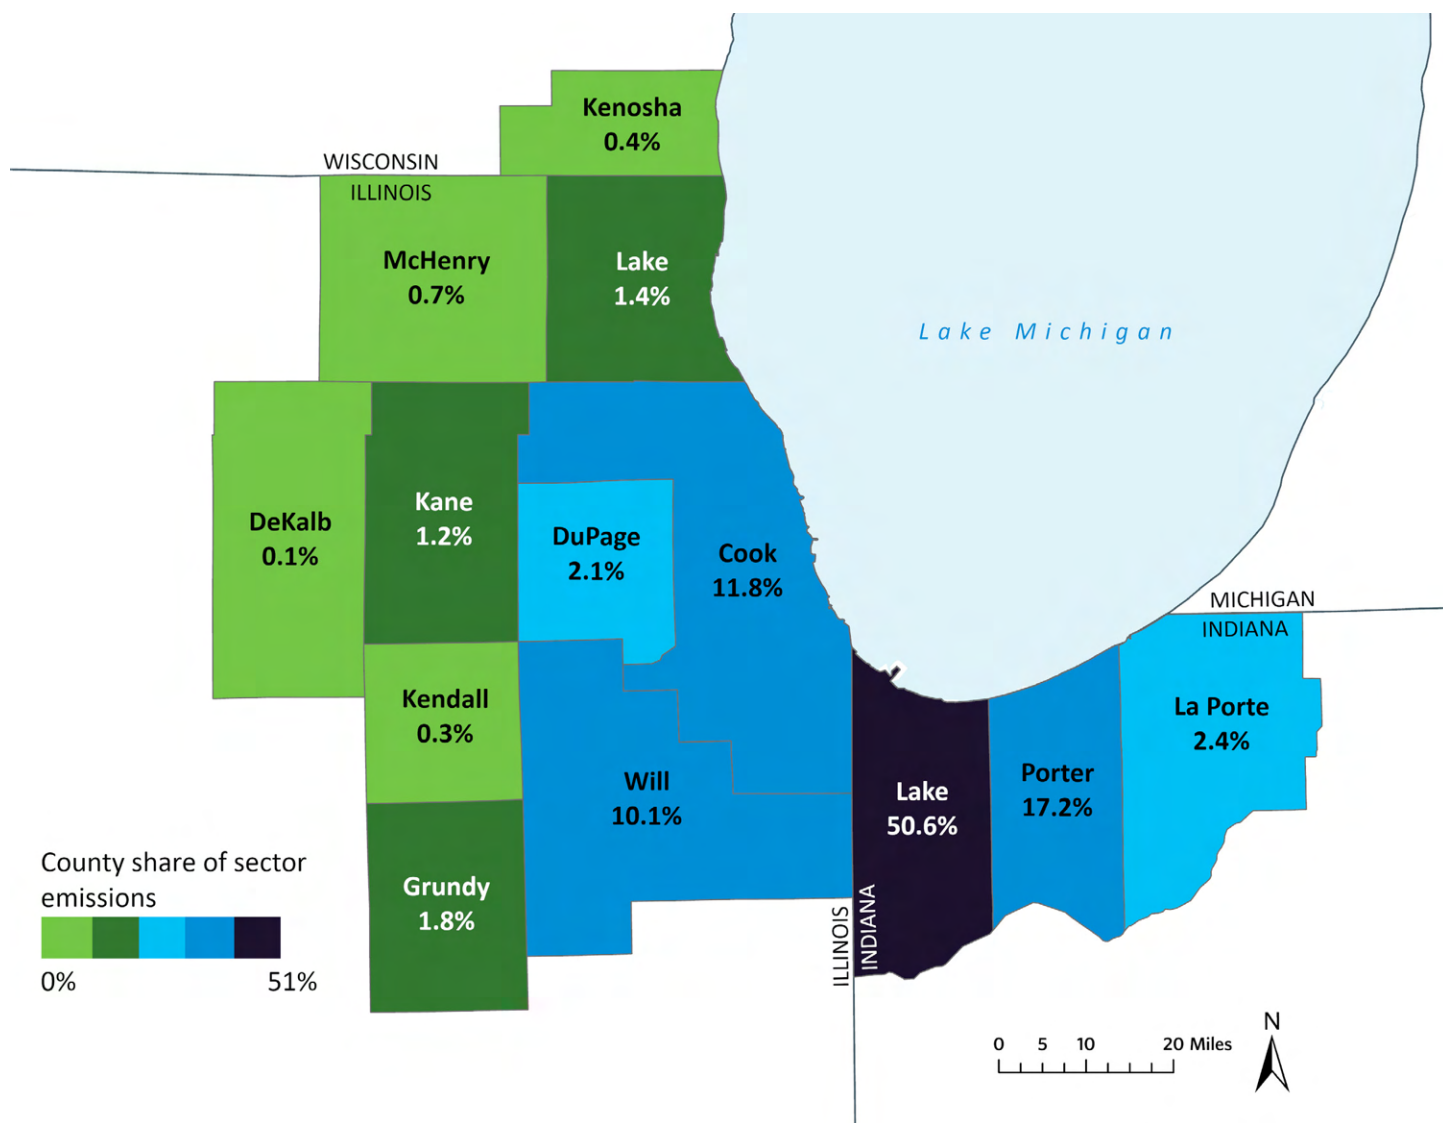 Kenosha
0.4%
WISCONSIN
ILLINOIS
McHenry
0.7%
Lake
1.4%
Lake Michigan
DeKalb
0.1%
Kane
1.2%
DuPage
2.1%
Cook
11.8%
MICHIGAN
INDIANA
Kendall
0.3%
Will
10.1%
Lake
50.6%
Porter
17.2%
La Porte
2.4%
Grundy
1.8%
ILLINOIS
INDIANA
County share of sector
emissions
0% 51%
N
0 5 10 20 Miles